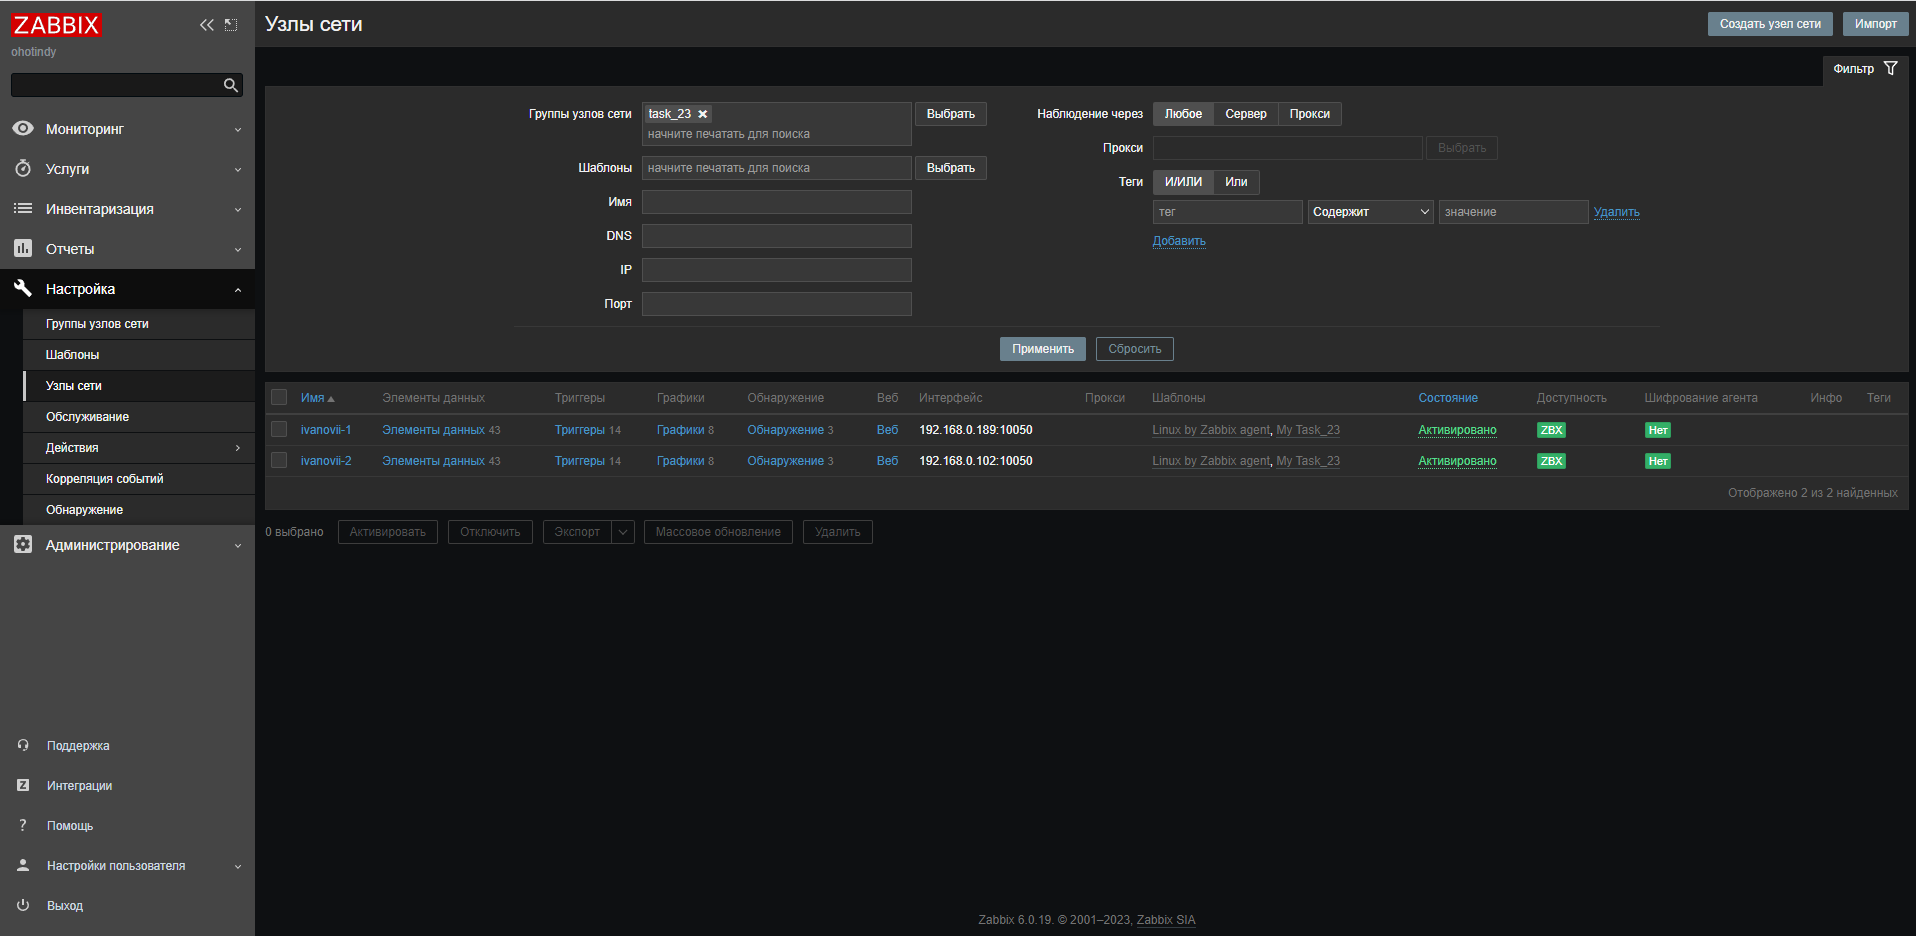 ZABBIX
ohotindy
Мониторинг
Услуги
Инвентаризация
Отчеты
Настройка
Группы узлов сети
Шаблоны
Узлы сети
Обслуживание
Действия
Корреляция событий
Обнаружение
Администрирование
Поддержка
Интеграции
Помощь
Настройки пользователя
Выход
Узлы сети
Создать узел сети
Импорт
Фильтр
Группы узлов сети
task_23
начните печатать для поиска
Выбрать
Шаблоны
начните печатать для поиска
Выбрать
Имя
DNS
IP
Порт
Наблюдение через
Любое Сервер Прокси
Прокси
Выбрать
Теги
И/ИЛИ Или
тег Содержит значение Удалить
Добавить
Применить Сбросить
Имя Элементы данных Триггеры Графики Обнаружение Веб Интерфейс Прокси Шаблоны Состояние Доступность Шифрование агента Инфо Теги
ivanovii-1 Элементы данных 43 Триггеры 14 Графики 8 Обнаружение 3 Веб 192.168.0.189:10050 Linux by Zabbix agent, My Task_23 Активировано ZBX Нет
ivanovii-2 Элементы данных 43 Триггеры 14 Графики 8 Обнаружение 3 Веб 192.168.0.102:10050 Linux by Zabbix agent, My Task_23 Активировано ZBX Нет
Отображено 2 из 2 найденных
0 выбрано Активировать Отключить Экспорт Массовое обновление Удалить
Zabbix 6.0.19. © 2001–2023, Zabbix SIA